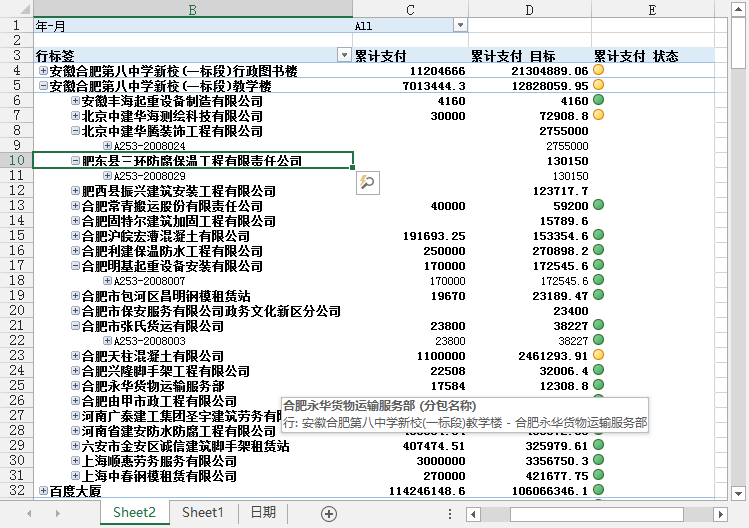 B C D E
1 年-月 All
2
3 行标签 累计支付 累计支付 目标 累计支付 状态
4 安徽合肥第八中学新校(一标段)行政图书楼 11204666 21304889.06
5 安徽合肥第八中学新校(一标段)教学楼 7013444.3 12828059.95
6 安徽丰海起重设备制造有限公司 4160 4160
7 北京中建华海测绘科技有限公司 30000 72908.8
8 北京中建华腾装饰工程有限公司 2755000
9 A253-2008024 2755000
10 肥东县三环防腐保温工程有限责任公司 130150
11 A253-2008029 130150
12 肥西县振兴建筑安装工程有限公司 123717.7
13 合肥常青搬运股份有限责任公司 40000 59200
14 合肥固特尔建筑加固工程有限公司 15789.6
15 合肥沪皖宏漕混凝土有限公司 191693.25 153354.6
16 合肥利建保温防水工程有限公司 250000 270898.2
17 合肥明基起重设备安装有限公司 170000 172545.6
18 A253-2008007 170000 172545.6
19 合肥市包河区昌明钢模租赁站 19670 23189.47
20 合肥市保安服务有限公司政务文化新区分公司 23400
21 合肥市张氏货运有限公司 23800 38227
22 A253-2008003 23800 38227
23 合肥天柱混凝土有限公司 1100000 2461293.91
24 合肥兴隆脚手架工程有限公司 22508 32006.4
25 合肥永华货物运输服务部 17584 12308.8
26 合肥由甲市政工程有限公司
合肥永华货物运输服务部 (分包名称)
27 河南广泰建工集团圣宇建筑劳务有限
行: 安徽合肥第八中学新校(一标段)教学楼 - 合肥永华货物运输服务部
28 河南省建安防水防腐工程有限公司
29 六安市金安区诚信建筑脚手架租赁站 407474.51 325979.61
30 上海顺惠劳务服务有限公司 3000000 3356750.3
31 上海中春钢模租赁有限公司 270000 421677.75
32 百度大厦 114246148.6 106066346.1
Sheet2 Sheet1 日期